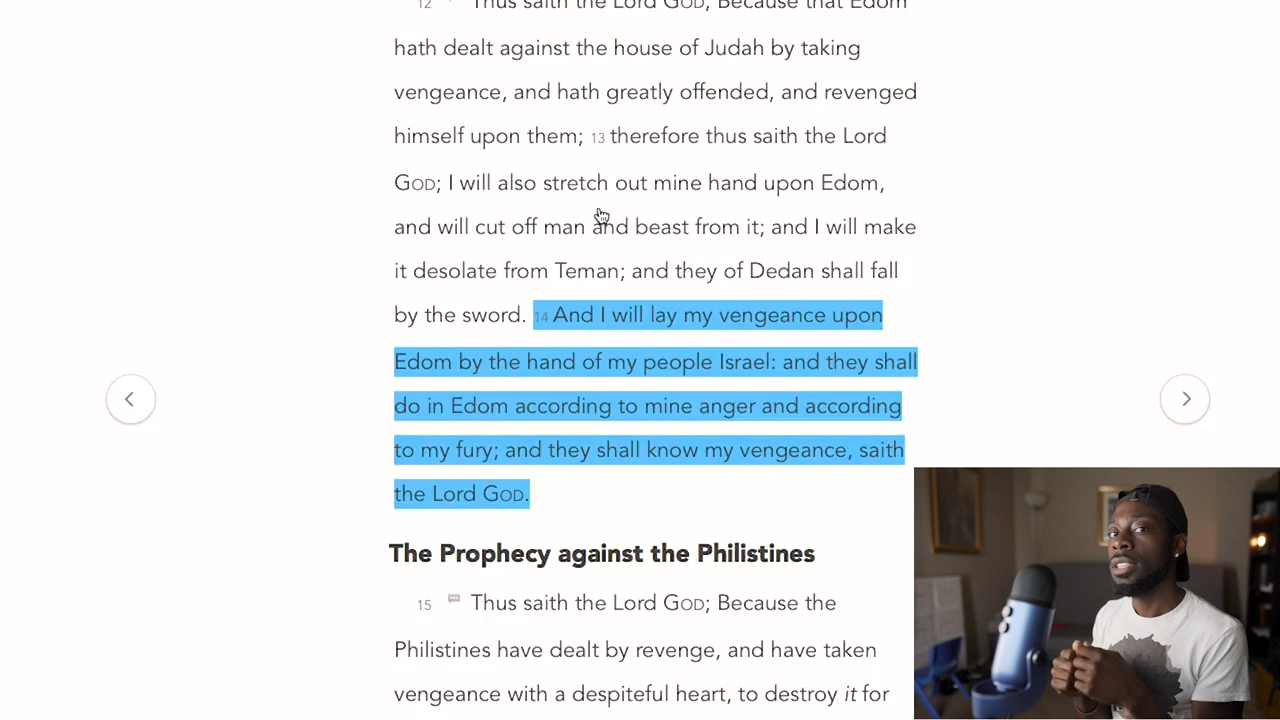 12 Thus saith the Lord GOD; Because that Edom
hath dealt against the house of Judah by taking
vengeance, and hath greatly offended, and revenged
himself upon them; 13 therefore thus saith the Lord
GOD; I will also stretch out mine hand upon Edom,
and will cut off man and beast from it; and I will make
it desolate from Teman; and they of Dedan shall fall
by the sword. 14 And I will lay my vengeance upon
Edom by the hand of my people Israel: and they shall
do in Edom according to mine anger and according
to my fury; and they shall know my vengeance, saith
the Lord GOD.
The Prophecy against the Philistines
15 Thus saith the Lord GOD; Because the
Philistines have dealt by revenge, and have taken
vengeance with a despiteful heart, to destroy it for